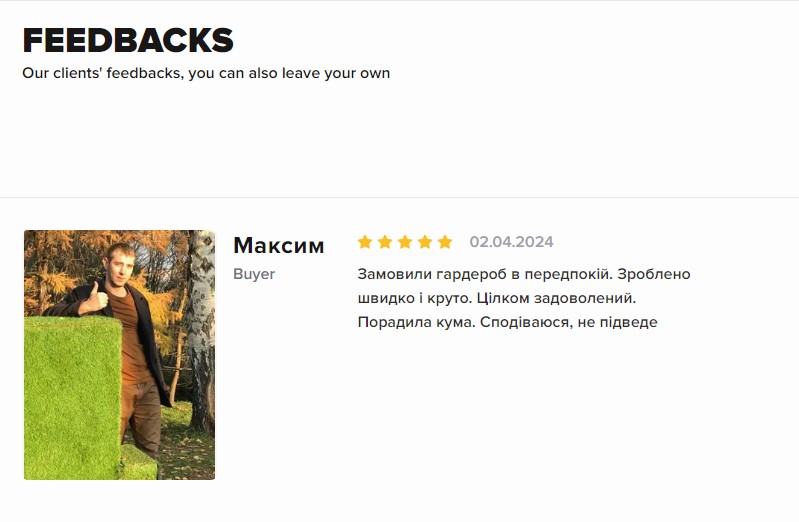 FEEDBACKS
Our clients' feedbacks, you can also leave your own
Максим
Buyer
02.04.2024
Замовили гардероб в передпокій. Зроблено
швидко і круто. Цілком задоволений.
Порадила кума. Сподіваюся, не підведе